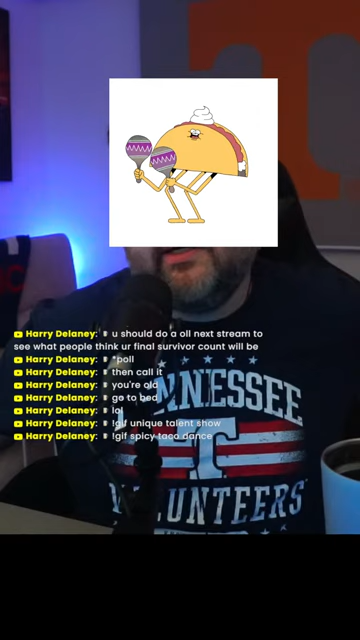 Harry Delaney: u should do a oll next stream to
see what people think ur final survivor count will be
Harry Delaney: *poll
Harry Delaney: then call it
Harry Delaney: you're old
Harry Delaney: go to bed
Harry Delaney: lol
Harry Delaney: !gif unique talent show
Harry Delaney: !gif spicy taco dance
NNESSEE
T
VOLUNTEERS